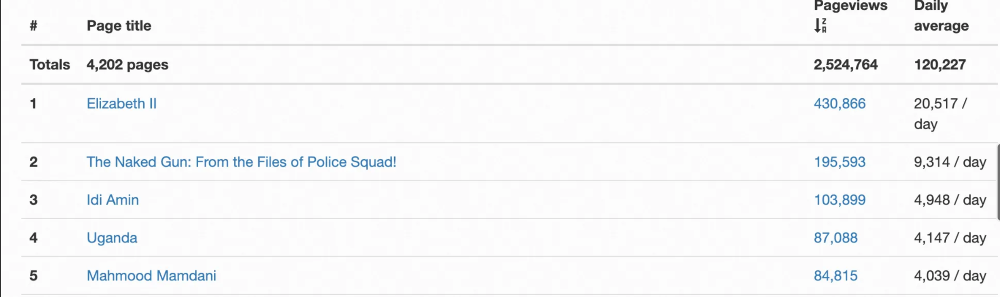 # Page title Pageviews Daily average
Totals 4,202 pages 2,524,764 120,227
1 Elizabeth II 430,866 20,517 / day
2 The Naked Gun: From the Files of Police Squad! 195,593 9,314 / day
3 Idi Amin 103,899 4,948 / day
4 Uganda 87,088 4,147 / day
5 Mahmood Mamdani 84,815 4,039 / day